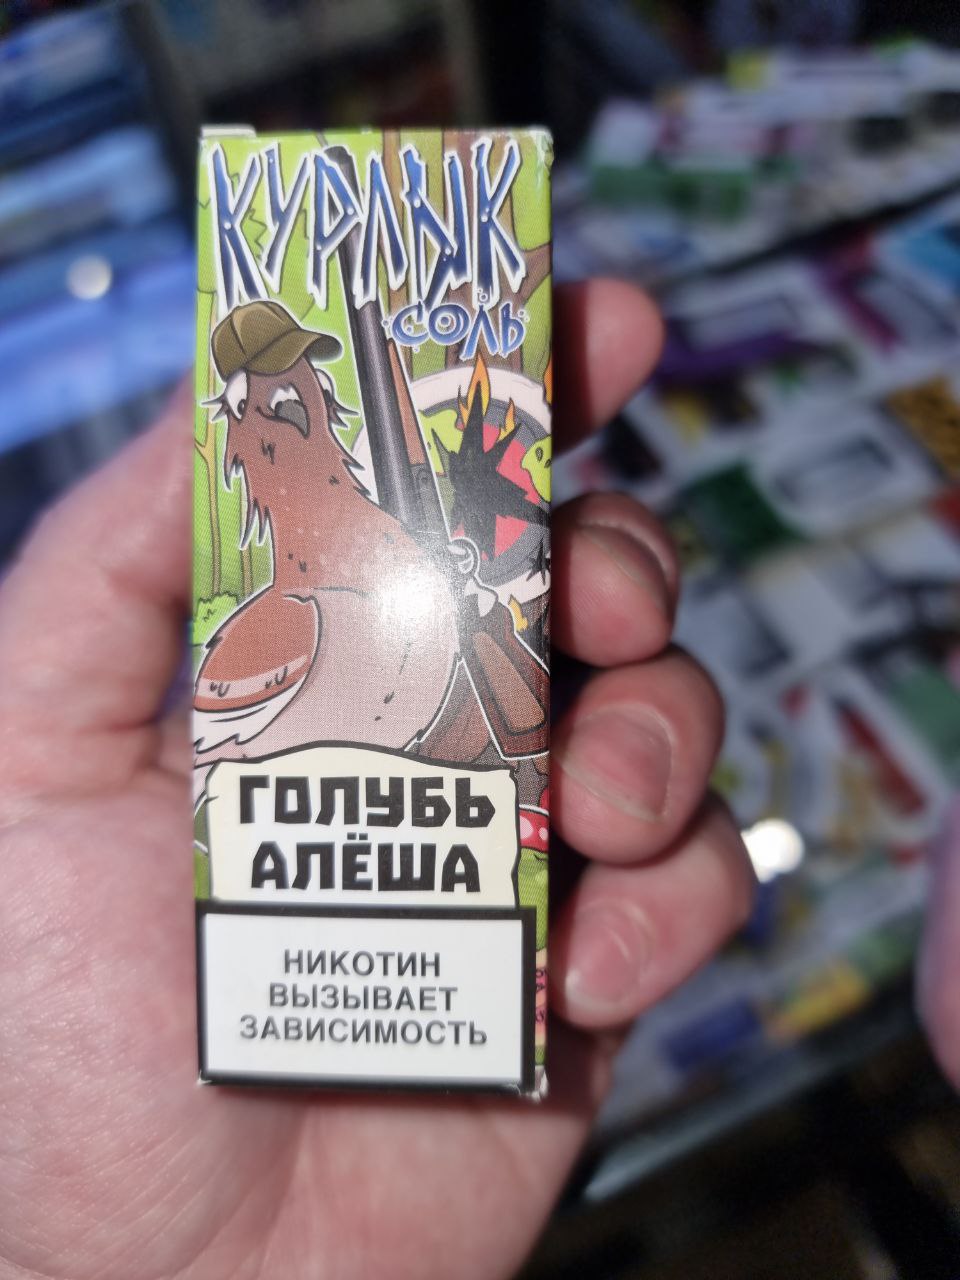 КУРЛЫК
СОЛЬ
ГОЛУБЬ
АЛЁША
НИКОТИН
ВЫЗЫВАЕТ
ЗАВИСИМОСТЬ